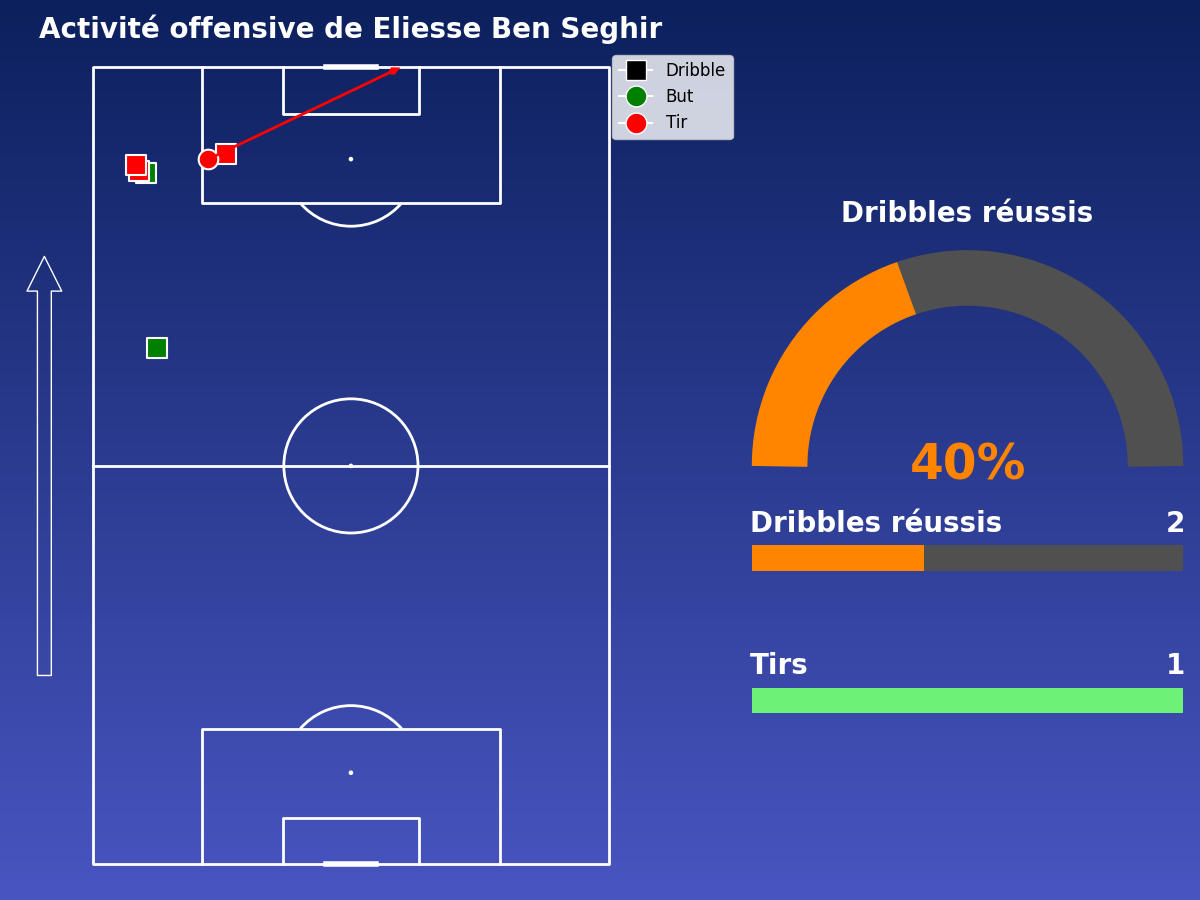 Activité offensive de Eliesse Ben Seghir
Dribble
But
Tir
Dribbles réussis
40%
Dribbles réussis 2
Tirs 1